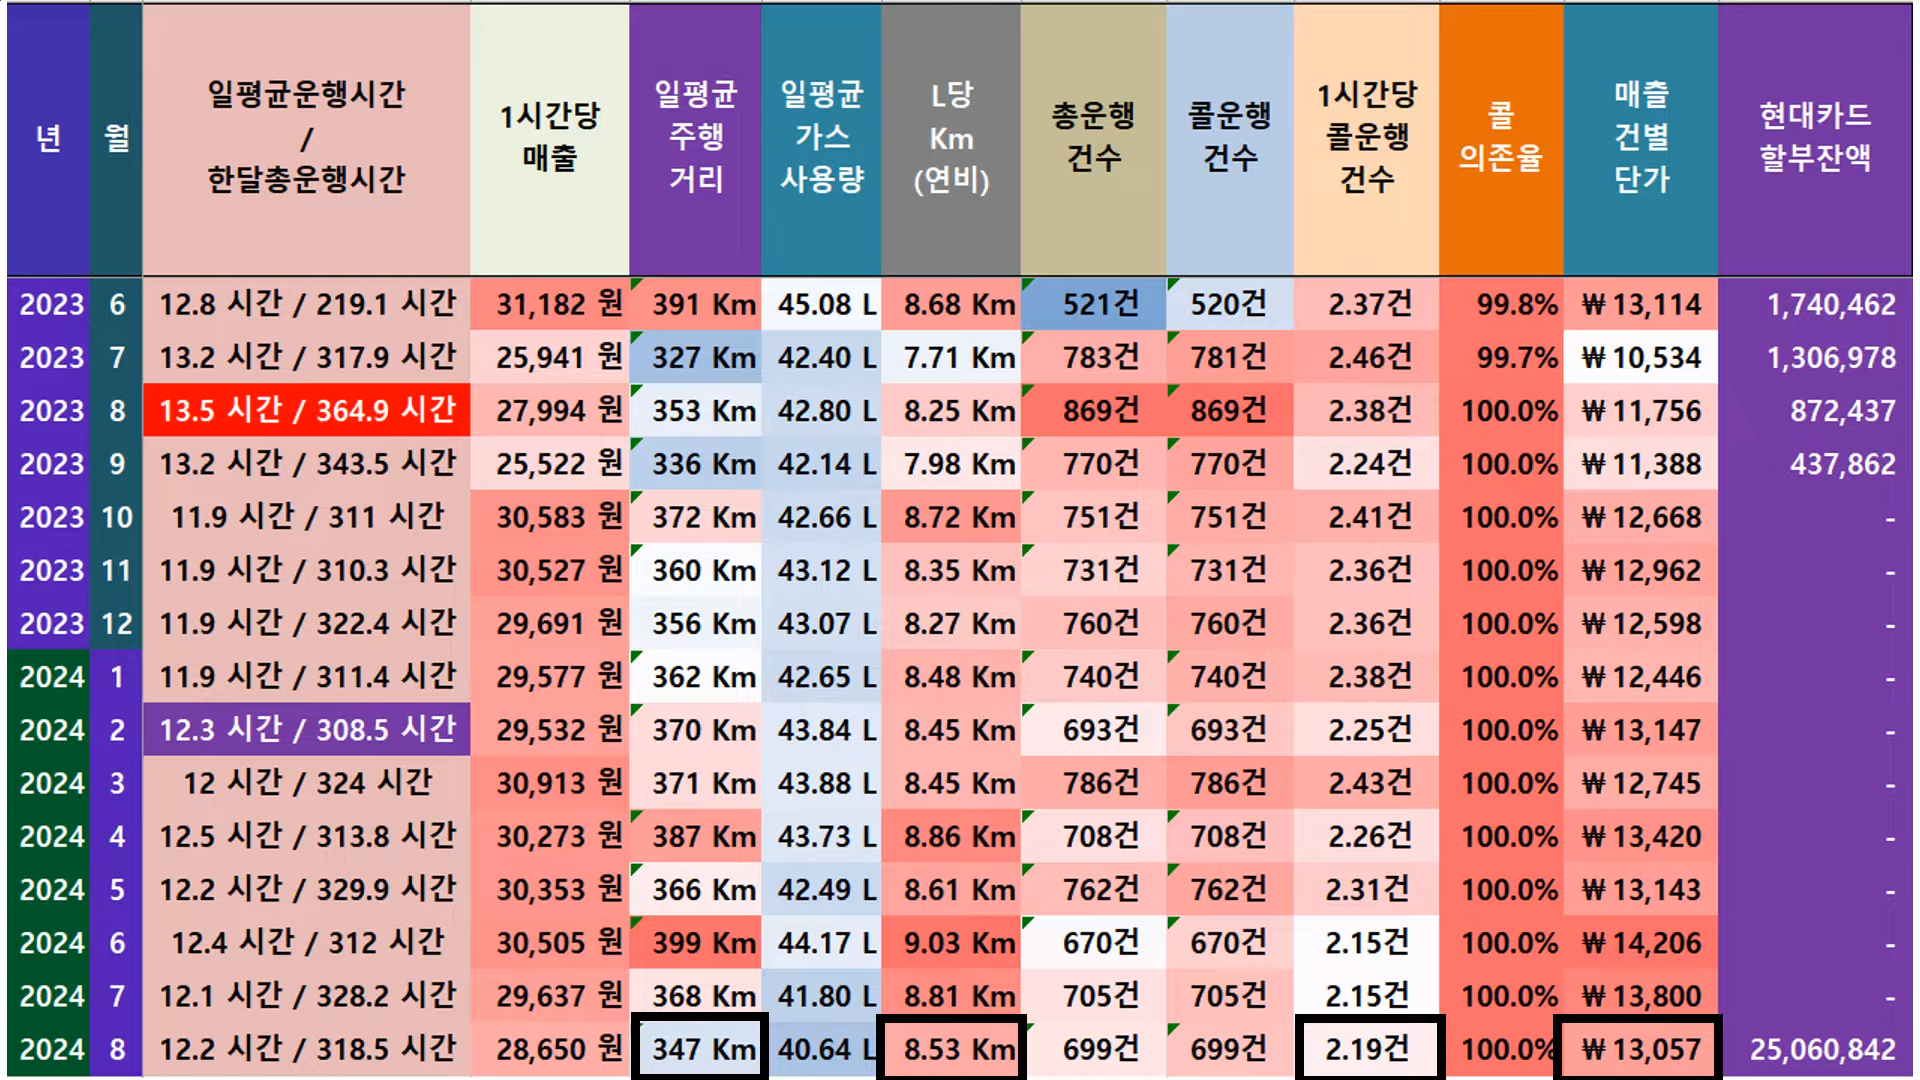 년 월 일평균운행시간 / 한달총운행시간 1시간당 매출 일평균 주행 거리 일평균 가스 사용량 L당 Km (연비) 총운행 건수 콜운행 건수 1시간당 콜운행 건수 콜 의존율 매출 건별 단가 현대카드 할부잔액
2023 6 12.8 시간 / 219.1 시간 31,182 원 391 Km 45.08 L 8.68 Km 521건 520건 2.37건 99.8% ₩ 13,114 1,740,462
2023 7 13.2 시간 / 317.9 시간 25,941 원 327 Km 42.40 L 7.71 Km 783건 781건 2.46건 99.7% ₩ 10,534 1,306,978
2023 8 13.5 시간 / 364.9 시간 27,994 원 353 Km 42.80 L 8.25 Km 869건 869건 2.38건 100.0% ₩ 11,756 872,437
2023 9 13.2 시간 / 343.5 시간 25,522 원 336 Km 42.14 L 7.98 Km 770건 770건 2.24건 100.0% ₩ 11,388 437,862
2023 10 11.9 시간 / 311 시간 30,583 원 372 Km 42.66 L 8.72 Km 751건 751건 2.41건 100.0% ₩ 12,668 -
2023 11 11.9 시간 / 310.3 시간 30,527 원 360 Km 43.12 L 8.35 Km 731건 731건 2.36건 100.0% ₩ 12,962 -
2023 12 11.9 시간 / 322.4 시간 29,691 원 356 Km 43.07 L 8.27 Km 760건 760건 2.36건 100.0% ₩ 12,598 -
2024 1 11.9 시간 / 311.4 시간 29,577 원 362 Km 42.65 L 8.48 Km 740건 740건 2.38건 100.0% ₩ 12,446 -
2024 2 12.3 시간 / 308.5 시간 29,532 원 370 Km 43.84 L 8.45 Km 693건 693건 2.25건 100.0% ₩ 13,147 -
2024 3 12 시간 / 324 시간 30,913 원 371 Km 43.88 L 8.45 Km 786건 786건 2.43건 100.0% ₩ 12,745 -
2024 4 12.5 시간 / 313.8 시간 30,273 원 387 Km 43.73 L 8.86 Km 708건 708건 2.26건 100.0% ₩ 13,420 -
2024 5 12.2 시간 / 329.9 시간 30,353 원 366 Km 42.49 L 8.61 Km 762건 762건 2.31건 100.0% ₩ 13,143 -
2024 6 12.4 시간 / 312 시간 30,505 원 399 Km 44.17 L 9.03 Km 670건 670건 2.15건 100.0% ₩ 14,206 -
2024 7 12.1 시간 / 328.2 시간 29,637 원 368 Km 41.80 L 8.81 Km 705건 705건 2.15건 100.0% ₩ 13,800 -
2024 8 12.2 시간 / 318.5 시간 28,650 원 347 Km 40.64 L 8.53 Km 699건 699건 2.19건 100.0% ₩ 13,057 25,060,842